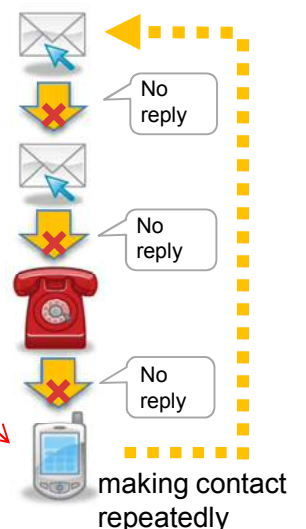 No
reply
No
reply
No
reply
making contact
repeatedly